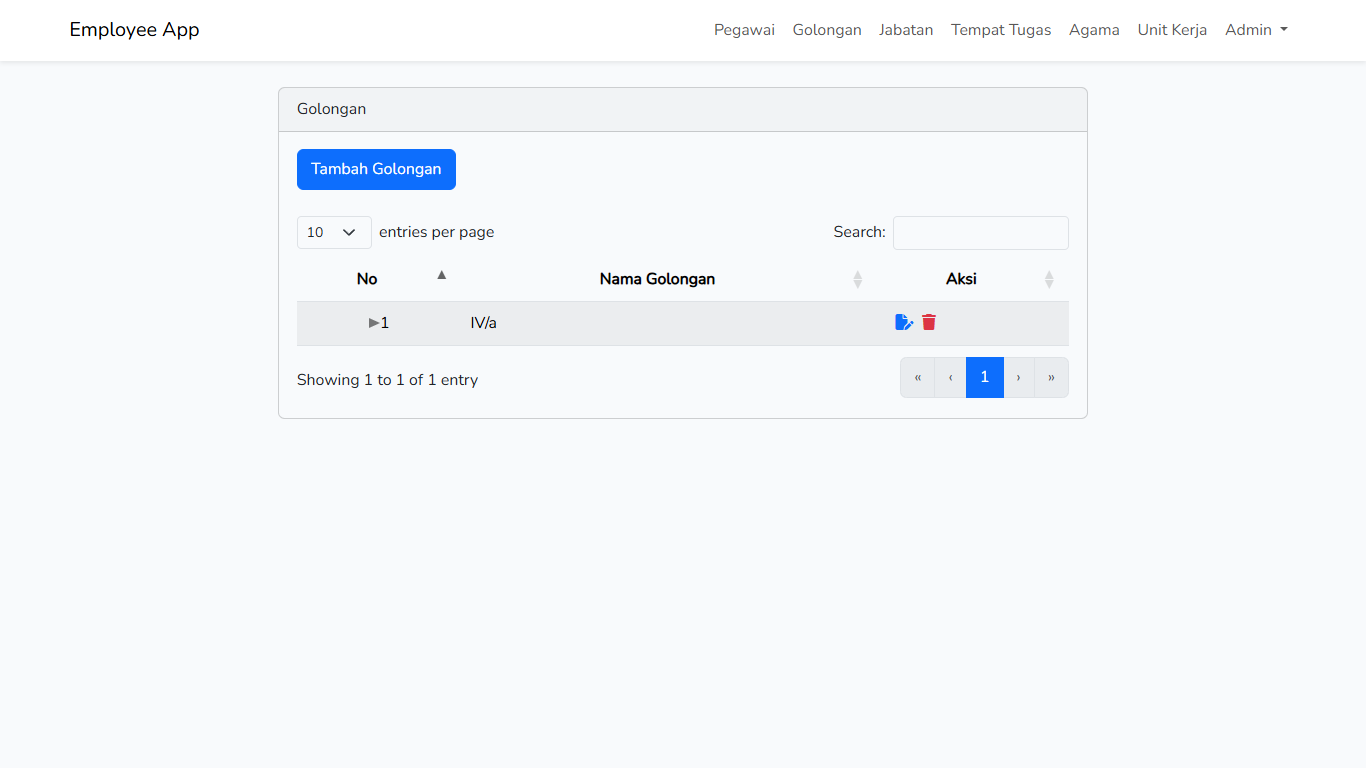 Employee App Pegawai Golongan Jabatan Tempat Tugas Agama Unit Kerja Admin
Golongan
Tambah Golongan
10 entries per page Search:
No Nama Golongan Aksi
1 IV/a
Showing 1 to 1 of 1 entry « ‹ 1 › »